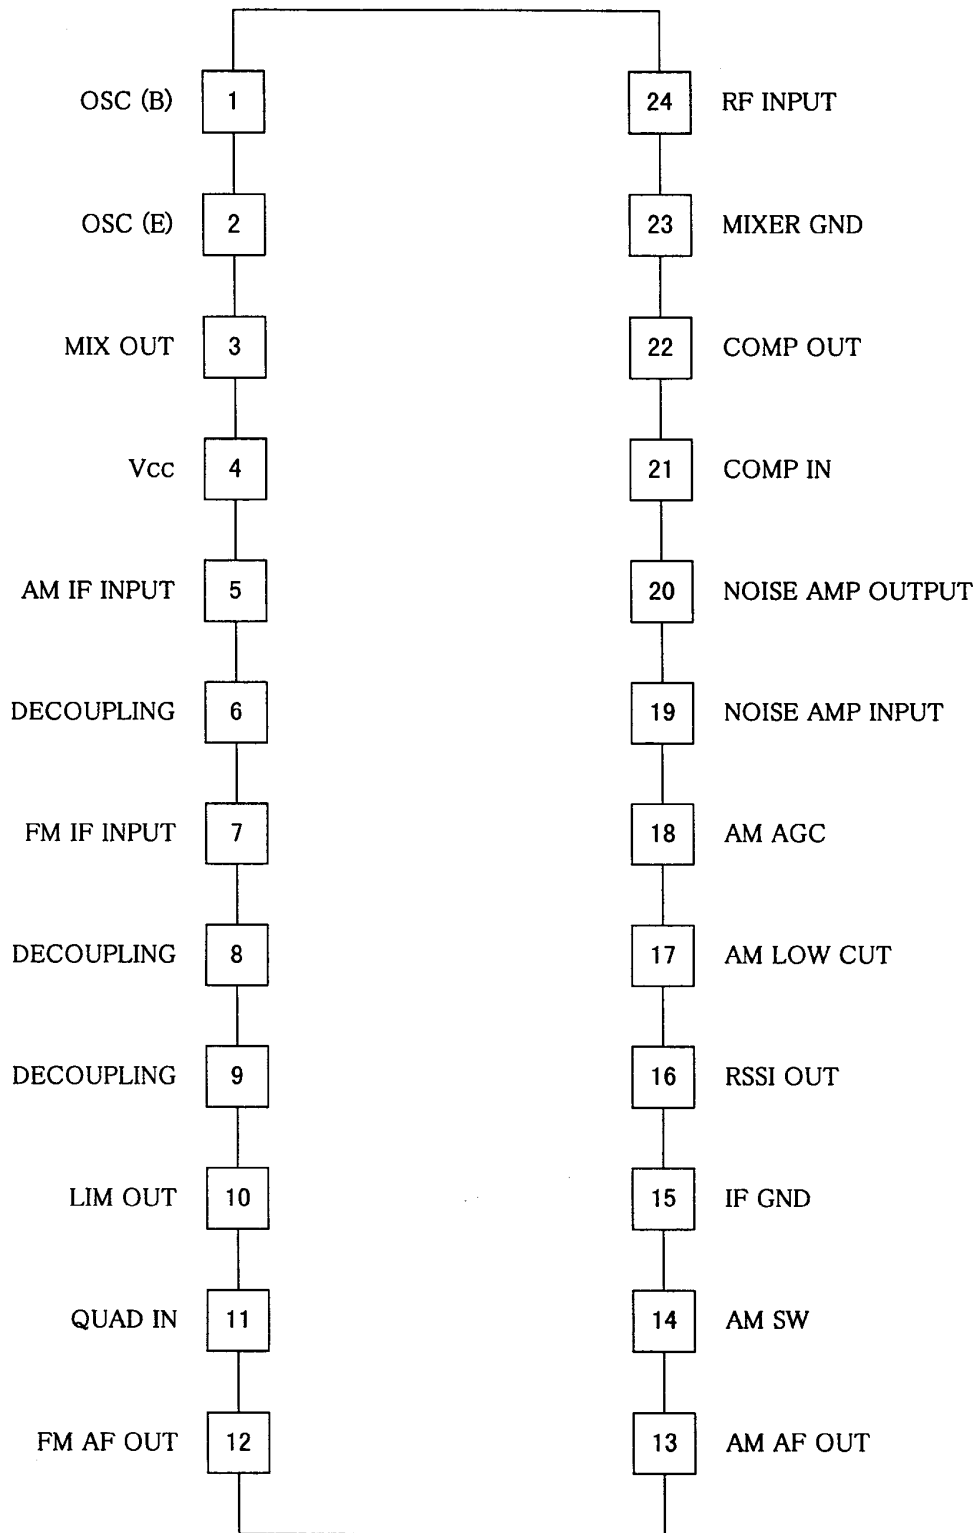 OSC (B) 1 24 RF INPUT
OSC (E) 2 23 MIXER GND
MIX OUT 3 22 COMP OUT
Vcc 4 21 COMP IN
AM IF INPUT 5 20 NOISE AMP OUTPUT
DECOUPLING 6 19 NOISE AMP INPUT
FM IF INPUT 7 18 AM AGC
DECOUPLING 8 17 AM LOW CUT
DECOUPLING 9 16 RSSI OUT
LIM OUT 10 15 IF GND
QUAD IN 11 14 AM SW
FM AF OUT 12 13 AM AF OUT